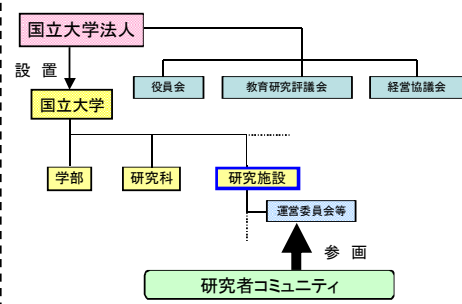 国立大学法人
設 置
役員会
教育研究評議会
経営協議会
国立大学
学部
研究科
研究施設
運営委員会等
参 画
研究者コミュニティ